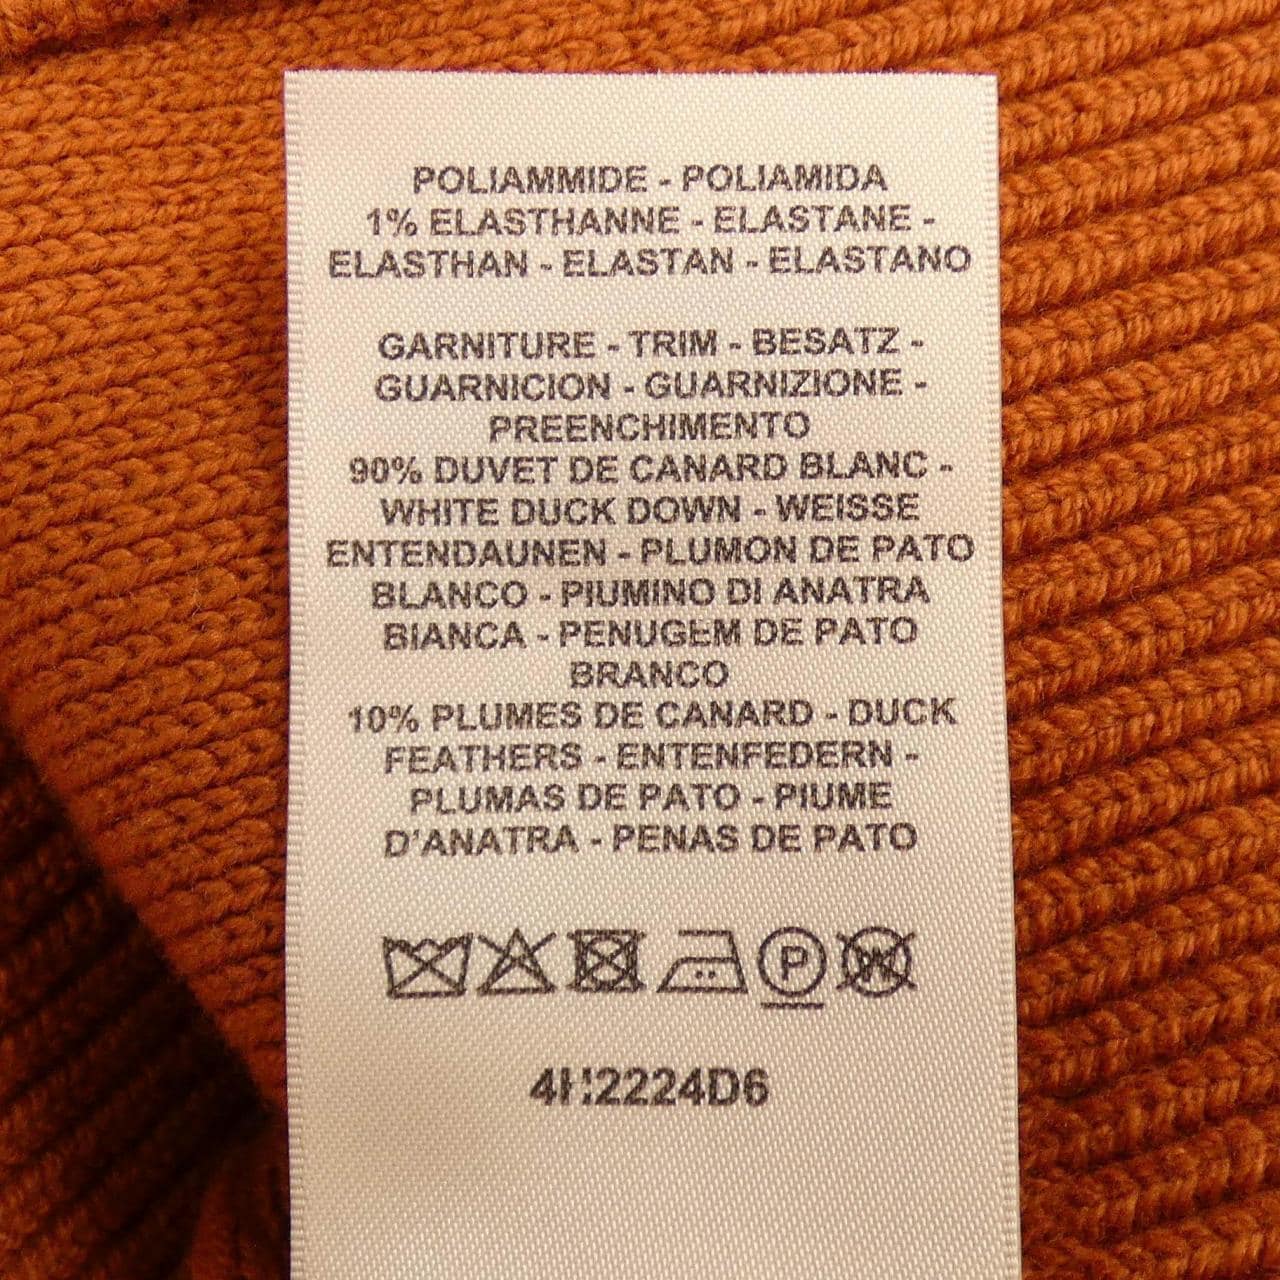 POLIAMMIDE - POLIAMIDA
1% ELASTHANNE - ELASTANE -
ELASTHAN - ELASTAN - ELASTANO
GARNITURE - TRIM - BESATZ -
GUARNICION - GUARNIZIONE -
PREENCHIMENTO
90% DUVET DE CANARD BLANC -
WHITE DUCK DOWN - WEISSE
ENTENDAUNEN - PLUMON DE PATO
BLANCO - PIUMINO DI ANATRA
BIANCA - PENUGEM DE PATO
BRANCO
10% PLUMES DE CANARD - DUCK
FEATHERS - ENTENFEDERN -
PLUMAS DE PATO - PIUME
D'ANATRA - PENAS DE PATO
P W
4H2224D6